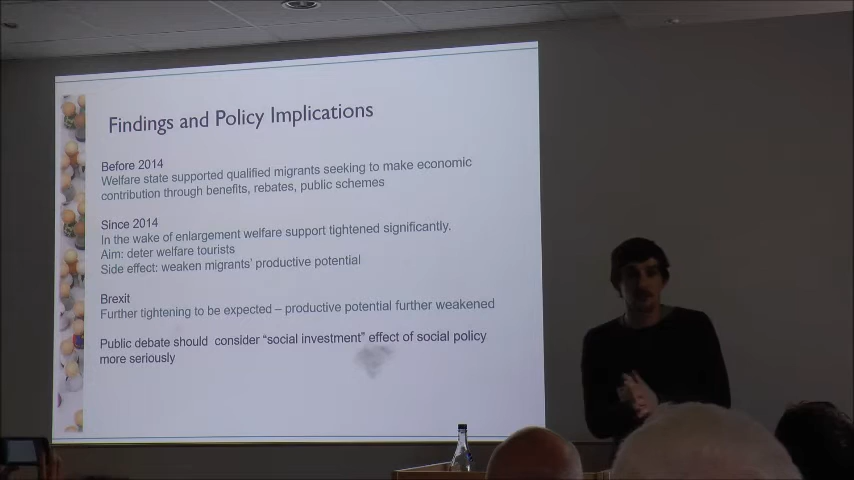 Findings and Policy Implications
Before 2014
Welfare state supported qualified migrants seeking to make economic
contribution through benefits, rebates, public schemes
Since 2014
In the wake of enlargement welfare support tightened significantly.
Aim: deter welfare tourists
Side effect: weaken migrants' productive potential
Brexit
Further tightening to be expected – productive potential further weakened
Public debate should consider "social investment" effect of social policy
more seriously